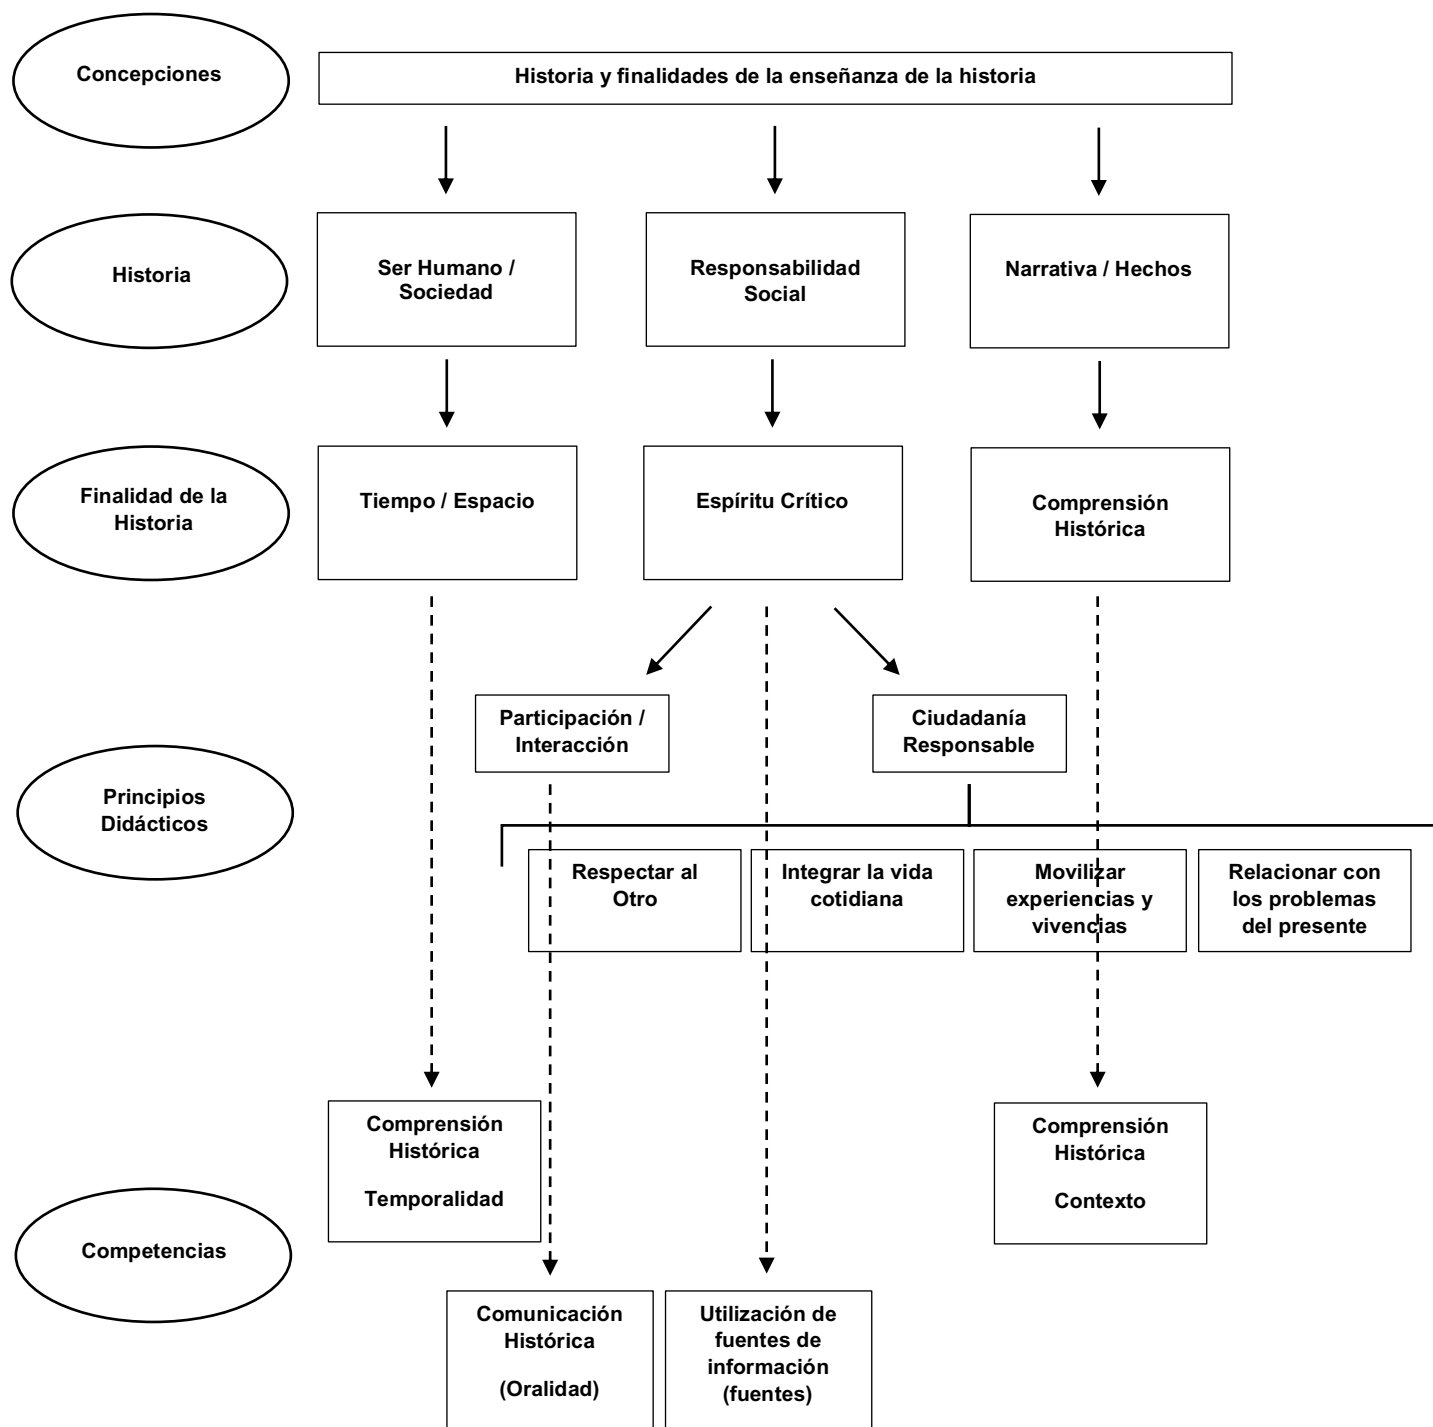 Concepciones
Historia y finalidades de la enseñanza de la historia
Historia
Ser Humano /
Sociedad
Responsabilidad
Social
Narrativa / Hechos
Finalidad de la
Historia
Tiempo / Espacio
Espíritu Crítico
Comprensión
Histórica
Participación /
Interacción
Ciudadanía
Responsable
Principios
Didácticos
Respectar al
Otro
Integrar la vida
cotidiana
Movilizar
experiencias y
vivencias
Relacionar con
los problemas
del presente
Comprensión
Histórica
Temporalidad
Comprensión
Histórica
Contexto
Competencias
Comunicación
Histórica
(Oralidad)
Utilización de
fuentes de
información
(fuentes)